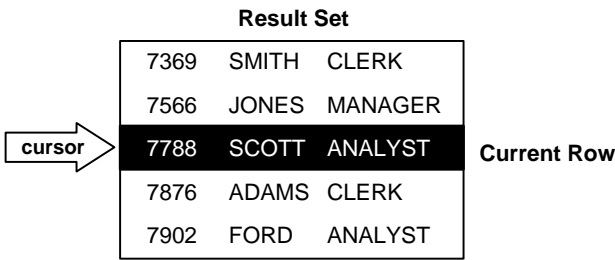 Result Set
7369 SMITH CLERK
7566 JONES MANAGER
cursor 7788 SCOTT ANALYST Current Row
7876 ADAMS CLERK
7902 FORD ANALYST